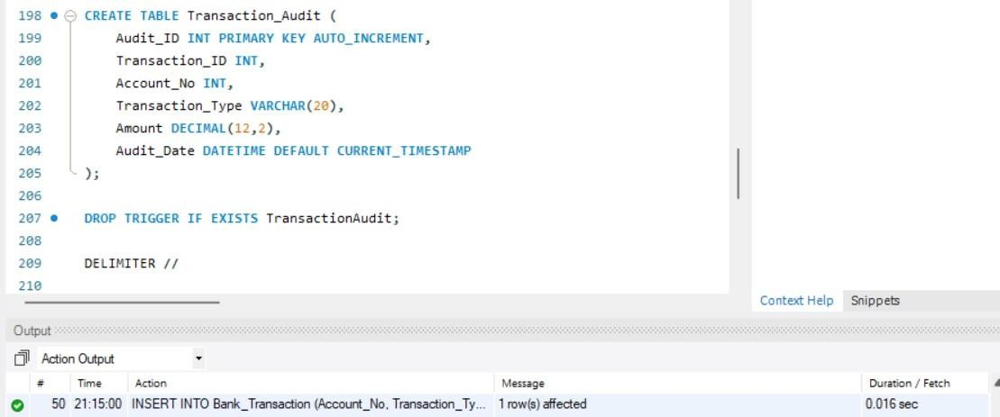 198 CREATE TABLE Transaction_Audit (
199 Audit_ID INT PRIMARY KEY AUTO_INCREMENT,
200 Transaction_ID INT,
201 Account_No INT,
202 Transaction_Type VARCHAR(20),
203 Amount DECIMAL(12,2),
204 Audit_Date DATETIME DEFAULT CURRENT_TIMESTAMP
205 );
206
207 DROP TRIGGER IF EXISTS TransactionAudit;
208
209 DELIMITER //
210
Context Help Snippets
Output
Action Output
# Time Action Message Duration / Fetch
50 21:15:00 INSERT INTO Bank_Transaction (Account_No, Transaction_Ty... 1 row(s) affected 0.016 sec